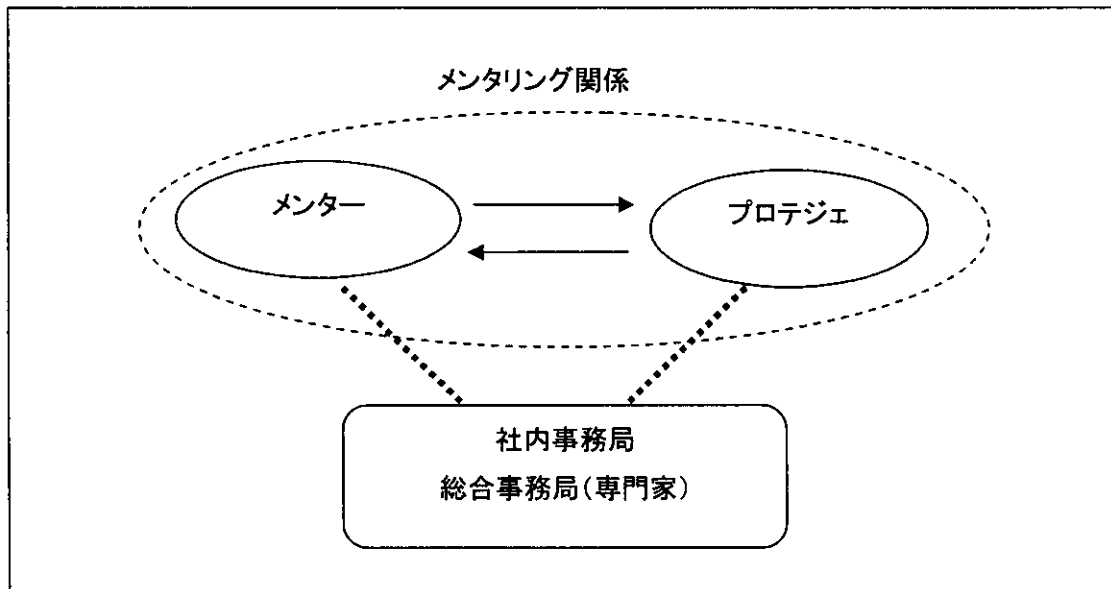 メンタリング関係
メンター
プロテジェ
社内事務局
総合事務局(専門家)